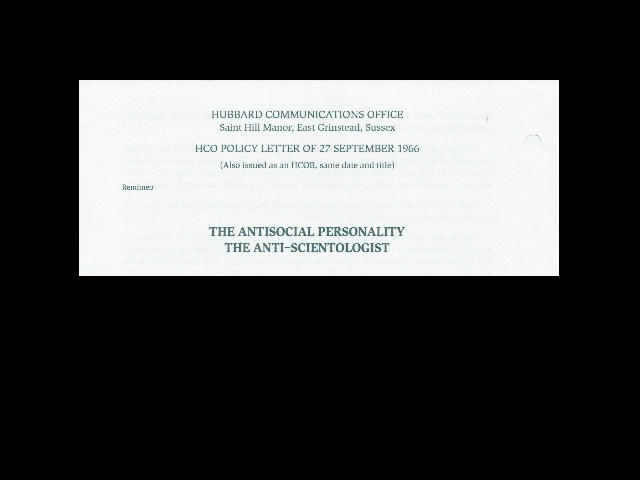 HUBBARD COMMUNICATIONS OFFICE
Saint Hill Manor, East Grinstead, Sussex
HCO POLICY LETTER OF 27 SEPTEMBER 1966
(Also issued as an HCOB, same date and title)
Remimeo
THE ANTISOCIAL PERSONALITY
THE ANTI-SCIENTOLOGIST